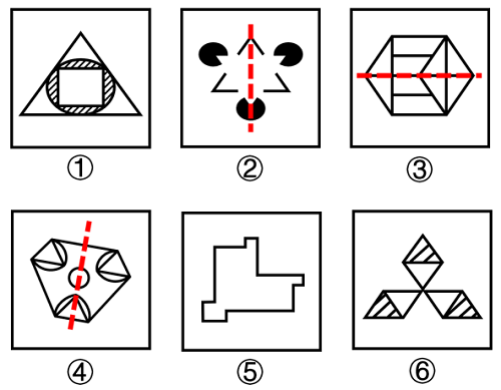 ① ② ③
④ ⑤ ⑥